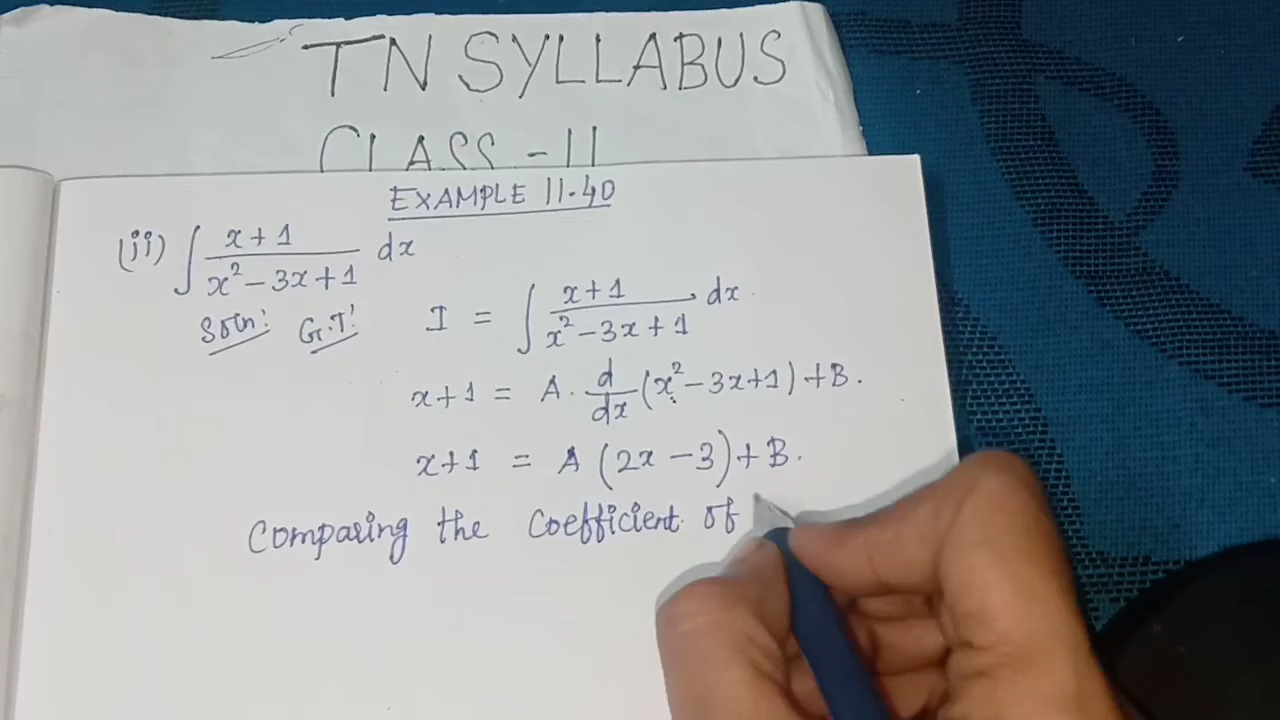 TN SYLLABUS
CLASS - 11
EXAMPLE 11.40
(ii) ∫ (x + 1)/(x² − 3x + 1) dx
Soln: G.T:
I = ∫ (x + 1)/(x² − 3x + 1) dx
x + 1 = A . d/dx (x² − 3x + 1) + B.
x + 1 = A (2x − 3) + B.
Comparing the Coefficient of